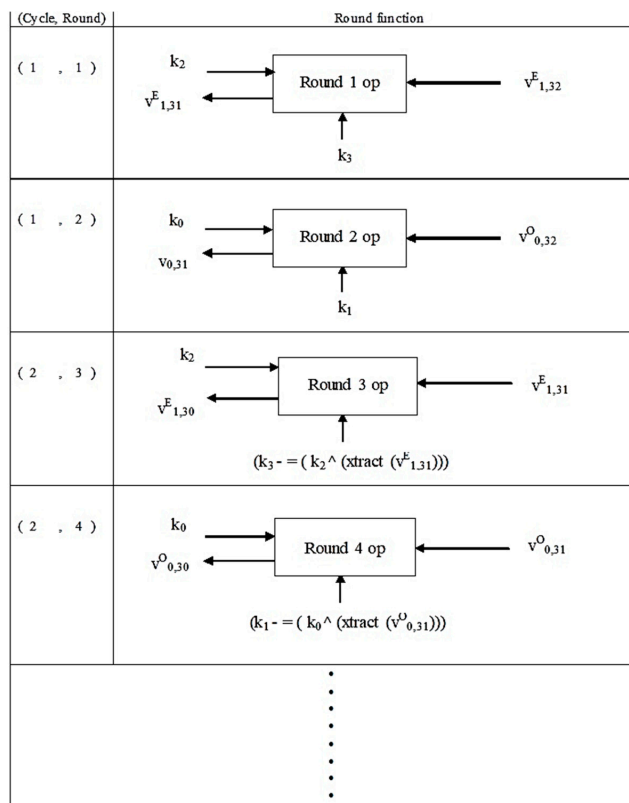 (Cycle, Round) Round function
( 1 , 1 )
k₂
Round 1 op
vᴱ₁,₃₂
vᴱ₁,₃₁
k₃
( 1 , 2 )
k₀
Round 2 op
vᴼ₀,₃₂
v₀,₃₁
k₁
( 2 , 3 )
k₂
Round 3 op
vᴱ₁,₃₁
vᴱ₁,₃₀
(k₃ - = ( k₂ ^ (xtract (vᴱ₁,₃₁)))
( 2 , 4 )
k₀
Round 4 op
vᴼ₀,₃₁
vᴼ₀,₃₀
(k₁ - = ( k₀ ^ (xtract (vᴼ₀,₃₁)))